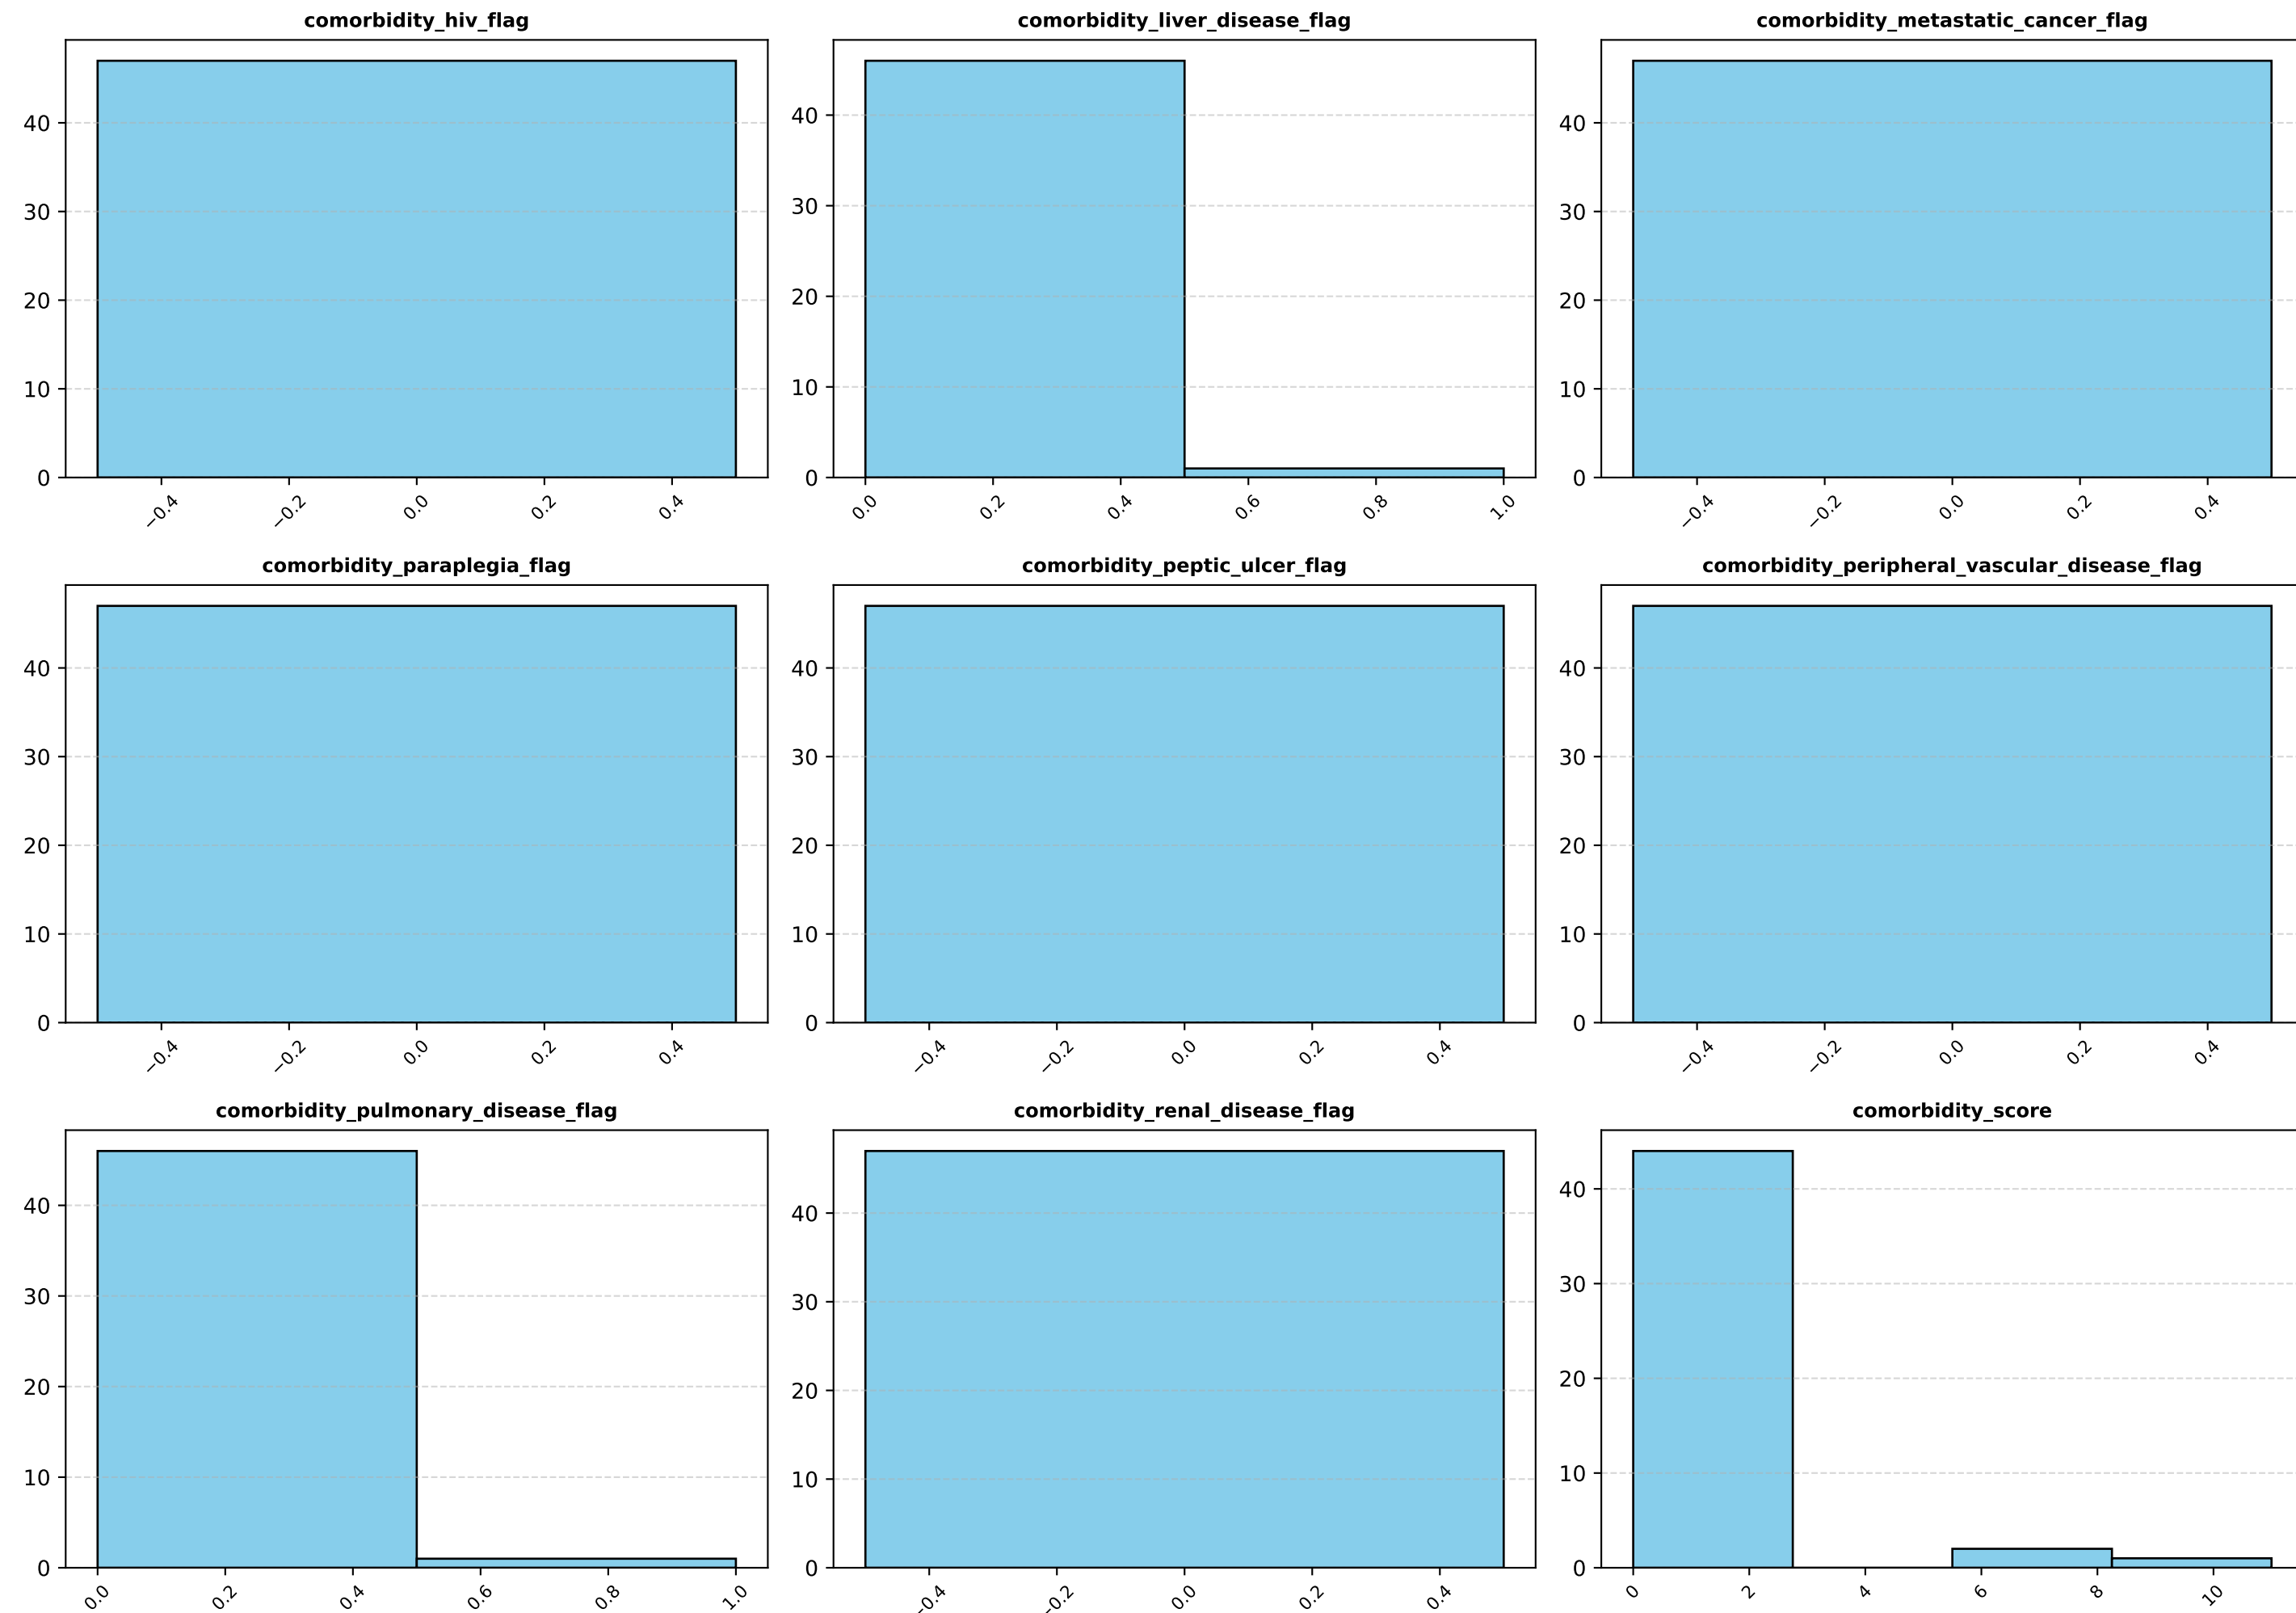 comorbidity_hiv_flag
40
30
20
10
0
−0.4 −0.2 0.0 0.2 0.4
comorbidity_liver_disease_flag
40
30
20
10
0
0.0 0.2 0.4 0.6 0.8 1.0
comorbidity_metastatic_cancer_flag
40
30
20
10
0
−0.4 −0.2 0.0 0.2 0.4
comorbidity_paraplegia_flag
40
30
20
10
0
−0.4 −0.2 0.0 0.2 0.4
comorbidity_peptic_ulcer_flag
40
30
20
10
0
−0.4 −0.2 0.0 0.2 0.4
comorbidity_peripheral_vascular_disease_flag
40
30
20
10
0
−0.4 −0.2 0.0 0.2 0.4
comorbidity_pulmonary_disease_flag
40
30
20
10
0
0.0 0.2 0.4 0.6 0.8 1.0
comorbidity_renal_disease_flag
40
30
20
10
0
−0.4 −0.2 0.0 0.2 0.4
comorbidity_score
40
30
20
10
0
0 2 4 6 8 10